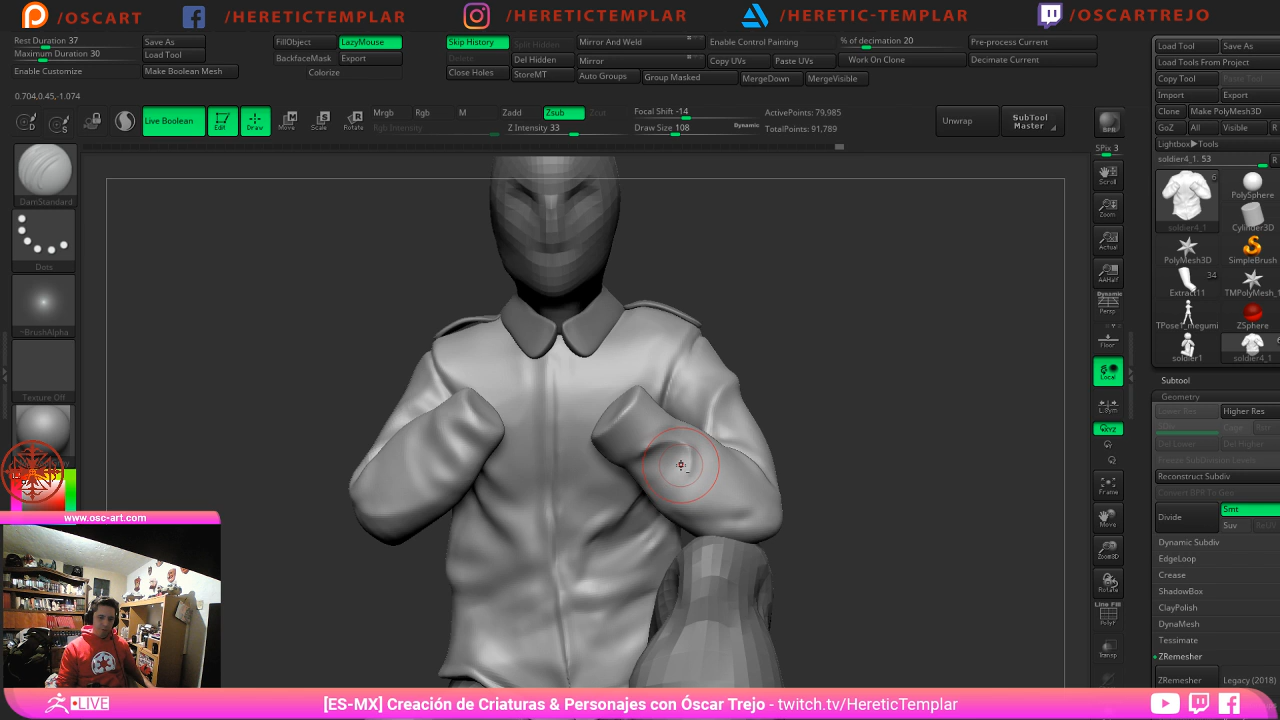 /OSCART
/HERETICTEMPLAR
/HERETICTEMPLAR
/HERETIC-TEMPLAR
/OSCARTREJO
Rest Duration 37
Maximum Duration 30
Enable Customize
Save As
Load Tool
Make Boolean Mesh
FillObject
LazyMouse
BackfaceMask
Export
Colorize
Skip History
Split Hidden
Delete
Del Hidden
Close Holes
StoreMT
Mirror And Weld
Mirror
Auto Groups
Group Masked
Enable Control Painting
Copy UVs
Paste UVs
MergeDown
MergeVisible
% of decimation 20
Work On Clone
Pre-process Current
Decimate Current
0.704,0.45,-1.074
Live Boolean
Edit
Draw
Move
Scale
Rotate
Mrgb
Rgb
M
Rgb Intensity
Zadd
Zsub
Zcut
Z Intensity 33
Focal Shift -14
Draw Size 108
Dynamic
ActivePoints: 79,985
TotalPoints: 91,789
Unwrap
SubTool
Master
BPR
SPix 3
Scroll
Zoom
Actual
AAHalf
Dynamic
Persp
Floor
Local
L.Sym
XYZ
Frame
Move
Zoom3D
Rotate
Line Fill
PolyF
Transp
DamStandard
Dots
~BrushAlpha
Texture Off
Load Tool
Save As
Load Tools From Project
Copy Tool
Paste Tool
Import
Export
Clone
Make PolyMesh3D
GoZ
All
Visible
R
Lightbox▶Tools
soldier4_1. 53
R
6
soldier4_1
PolySphere
Cylinder3D
PolyMesh3D
SimpleBrush
34
Extract11
TMPolyMesh_1
TPose1_megumi
ZSphere
soldier1
soldier4_1
Subtool
Geometry
Lower Res
Higher Res
SDiv
Cage
Del Lower
Del Higher
Freeze SubDivision Levels
Reconstruct Subdiv
Convert BPR To Geo
Divide
Smt
Suv
ReUV
Dynamic Subdiv
EdgeLoop
Crease
ShadowBox
ClayPolish
DynaMesh
Tessimate
ZRemesher
ZRemesher
Legacy (2018)
www.osc-art.com
LIVE
[ES-MX] Creación de Criaturas & Personajes con Óscar Trejo - twitch.tv/HereticTemplar